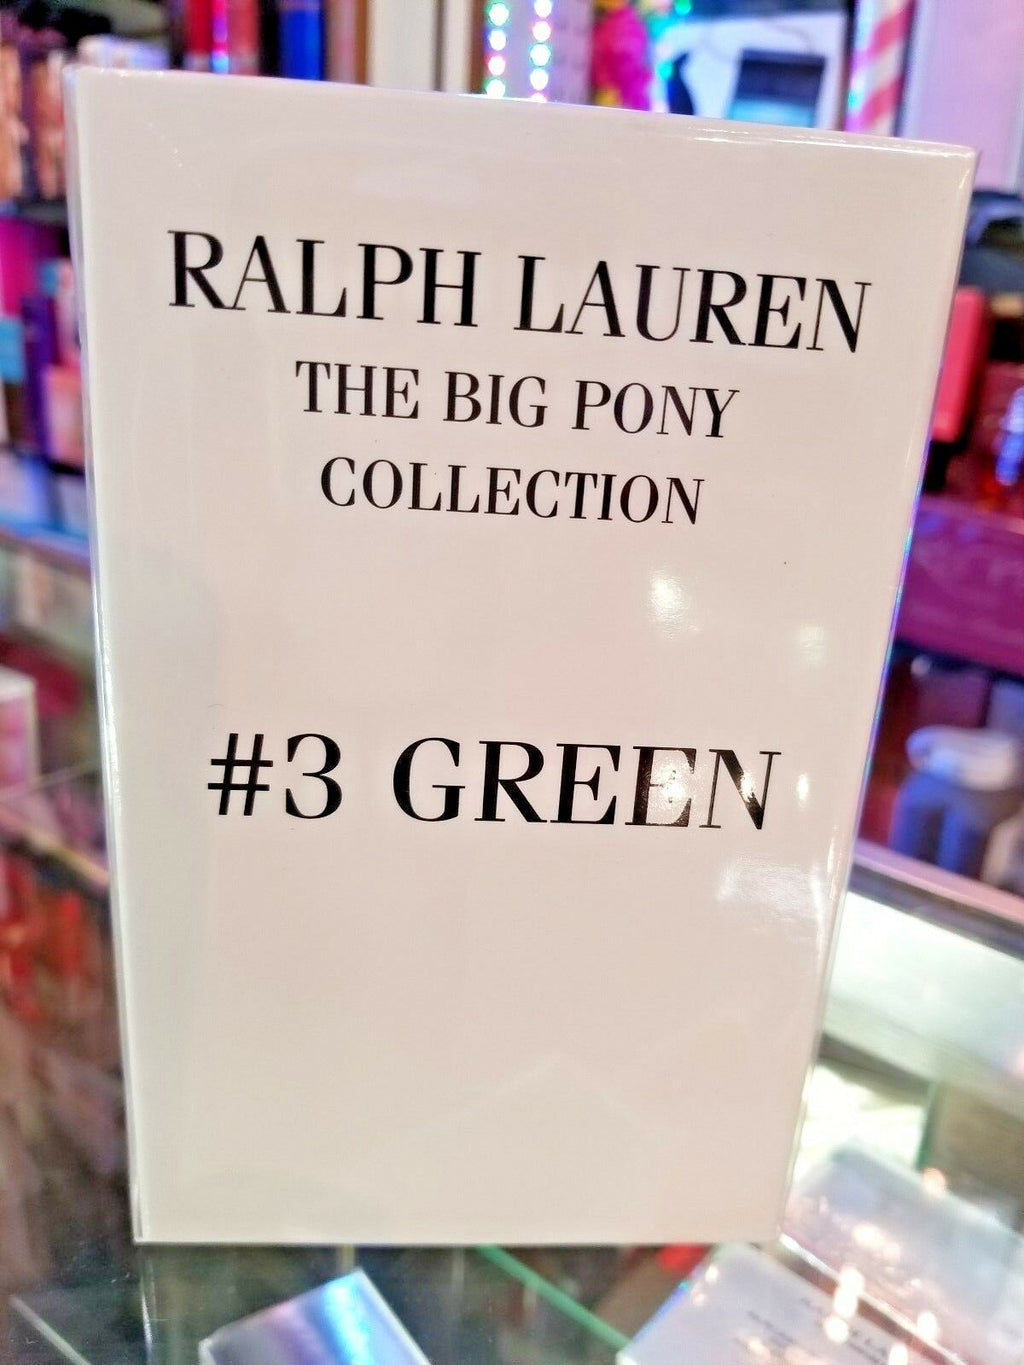 RALPH LAUREN
THE BIG PONY
COLLECTION
#3 GREEN